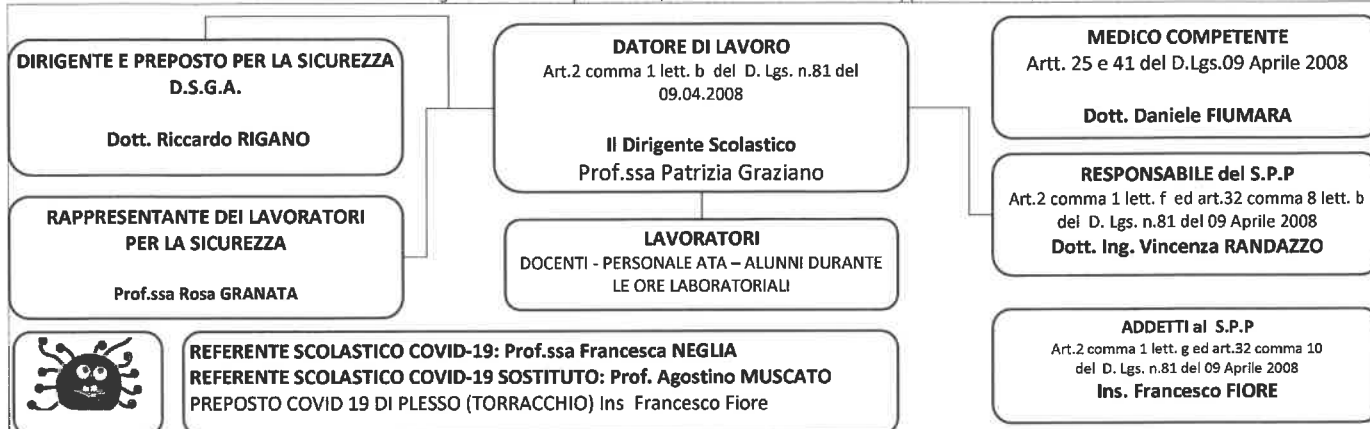 DIRIGENTE E PREPOSTO PER LA SICUREZZA
D.S.G.A.
Dott. Riccardo RIGANO
RAPPRESENTANTE DEI LAVORATORI
PER LA SICUREZZA
Prof.ssa Rosa GRANATA
DATORE DI LAVORO
Art.2 comma 1 lett. b del D. Lgs. n.81 del
09.04.2008
Il Dirigente Scolastico
Prof.ssa Patrizia Graziano
LAVORATORI
DOCENTI - PERSONALE ATA – ALUNNI DURANTE
LE ORE LABORATORIALI
MEDICO COMPETENTE
Artt. 25 e 41 del D.Lgs.09 Aprile 2008
Dott. Daniele FIUMARA
RESPONSABILE del S.P.P
Art.2 comma 1 lett. f ed art.32 comma 8 lett. b
del D. Lgs. n.81 del 09 Aprile 2008
Dott. Ing. Vincenza RANDAZZO
ADDETTI al S.P.P
Art.2 comma 1 lett. g ed art.32 comma 10
del D. Lgs. n.81 del 09 Aprile 2008
Ins. Francesco FIORE
REFERENTE SCOLASTICO COVID-19: Prof.ssa Francesca NEGLIA
REFERENTE SCOLASTICO COVID-19 SOSTITUTO: Prof. Agostino MUSCATO
PREPOSTO COVID 19 DI PLESSO (TORRACCHIO) Ins Francesco Fiore